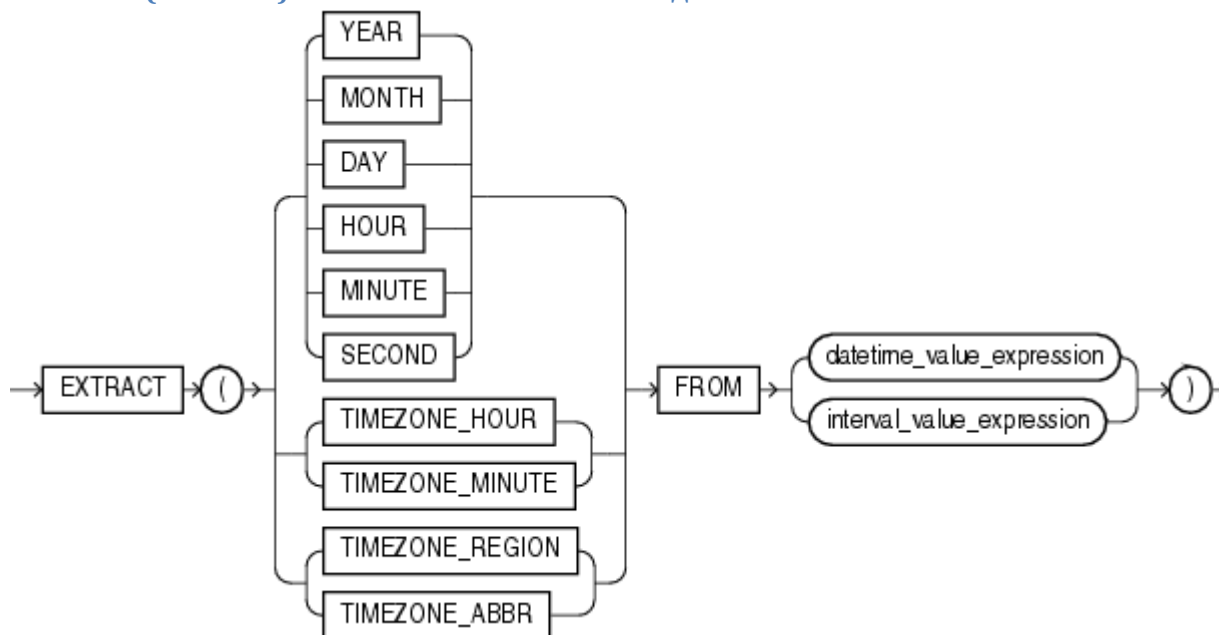 YEAR
MONTH
DAY
HOUR
MINUTE
SECOND
EXTRACT ( TIMEZONE_HOUR FROM datetime_value_expression )
TIMEZONE_MINUTE interval_value_expression
TIMEZONE_REGION
TIMEZONE_ABBR